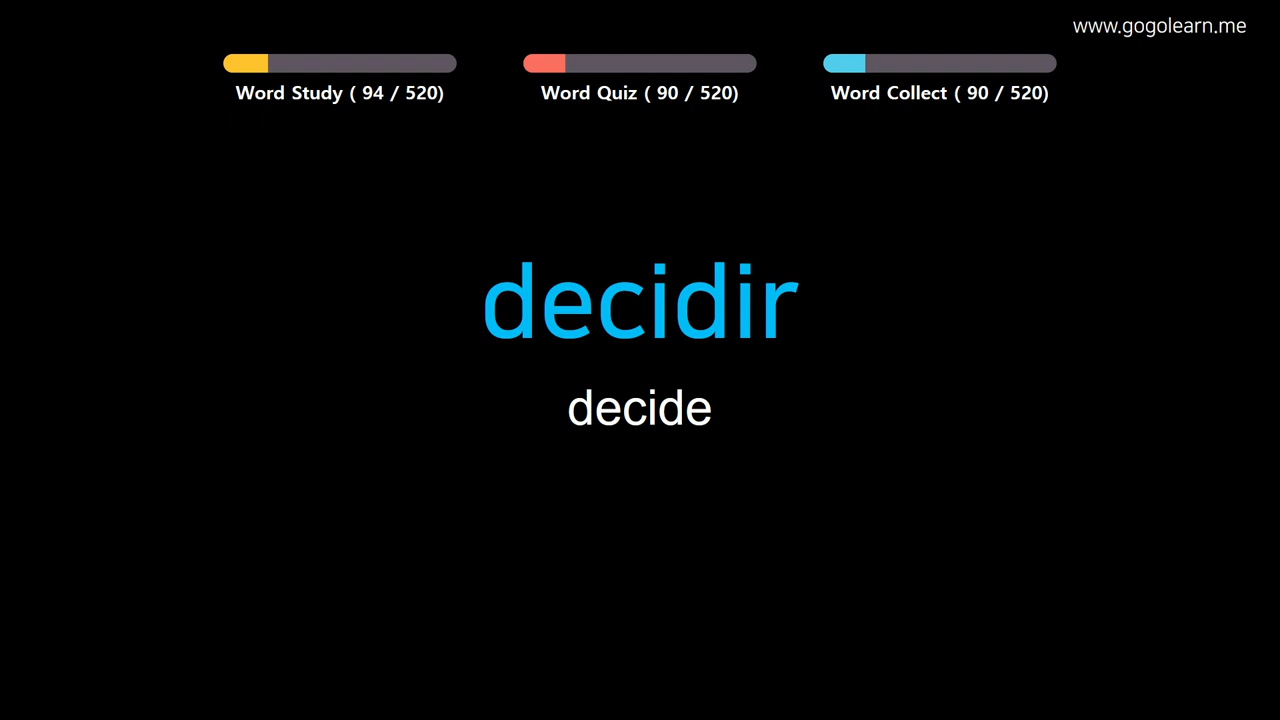 www.gogolearn.me
Word Study ( 94 / 520)
Word Quiz ( 90 / 520)
Word Collect ( 90 / 520)
decidir
decide